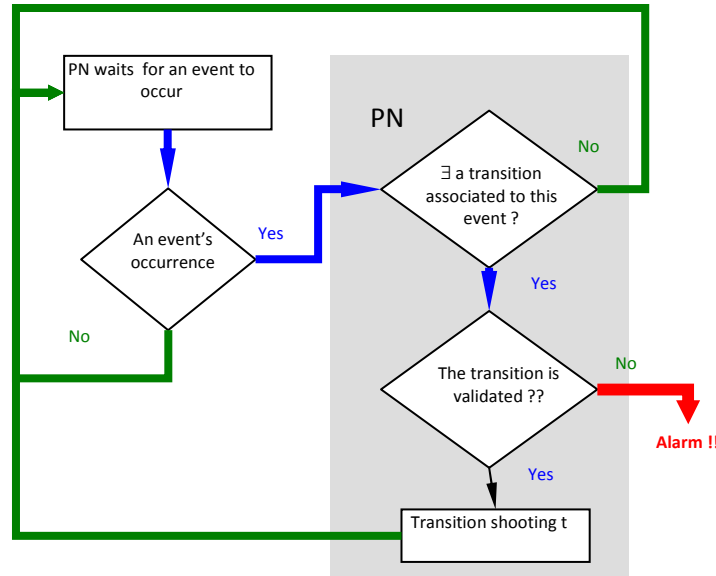 PN waits for an event to
occur
An event's
occurrence
Yes
No
PN
∃ a transition
associated to this
event ?
No
Yes
The transition is
validated ??
No
Alarm !!
Yes
Transition shooting t